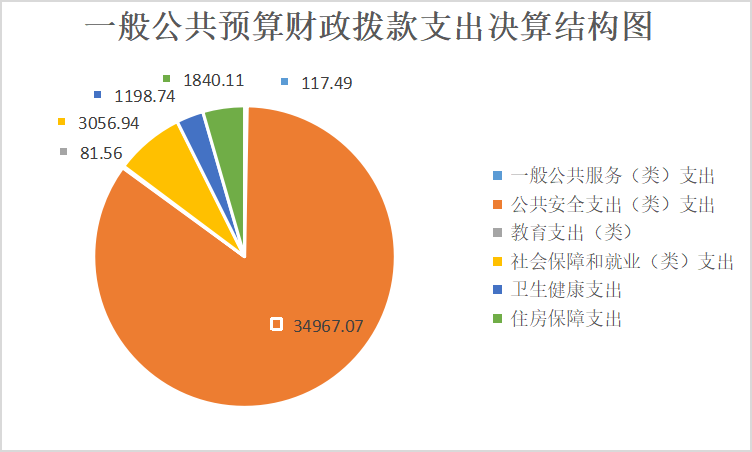 一般公共预算财政拨款支出决算结构图
1840.11
117.49
1198.74
3056.94
81.56
34967.07
一般公共服务（类）支出
公共安全支出（类）支出
教育支出（类）
社会保障和就业（类）支出
卫生健康支出
住房保障支出